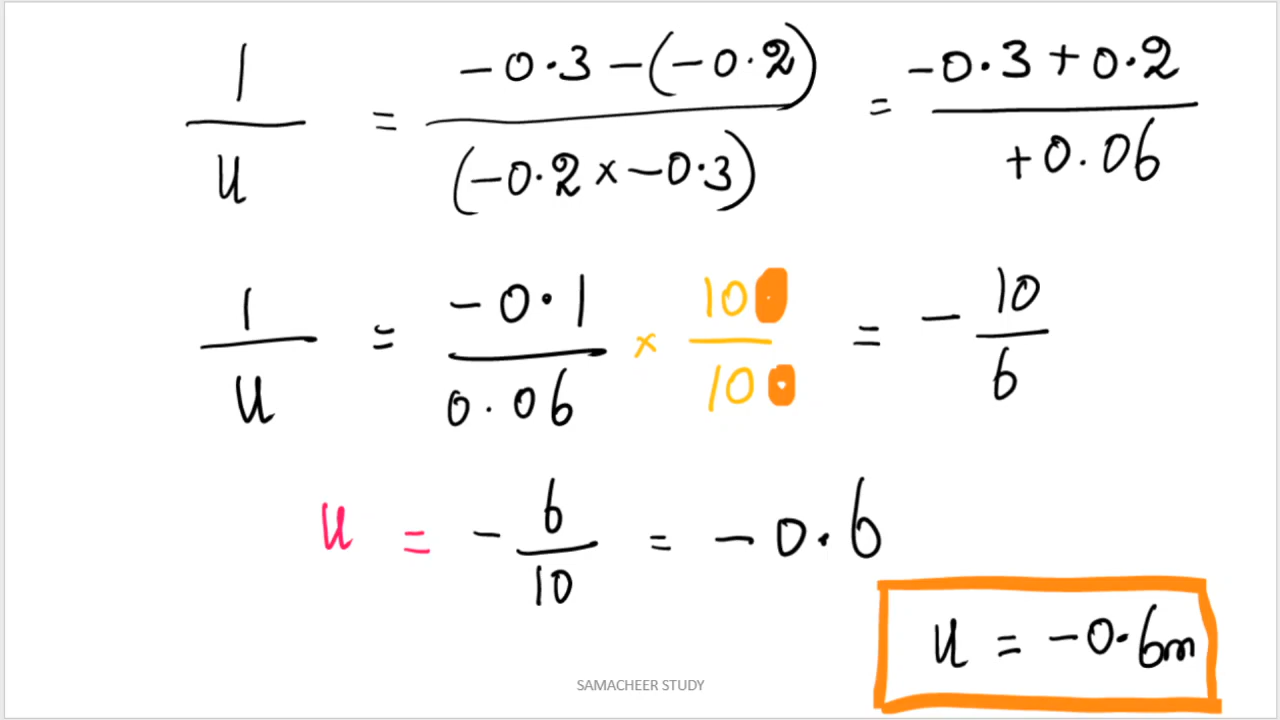 1/u = (-0.3 - (-0.2))/(-0.2 x -0.3) = (-0.3 + 0.2)/(+0.06)
1/u = (-0.1)/(0.06) x 100/100 = - 10/6
u = - 6/10 = - 0.6
u = -0.6m
SAMACHEER STUDY